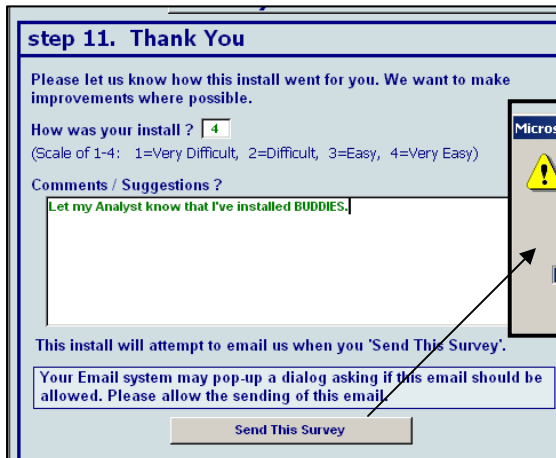 step 11. Thank You
Please let us know how this install went for you. We want to make
improvements where possible.
How was your install ? 4
(Scale of 1-4: 1=Very Difficult, 2=Difficult, 3=Easy, 4=Very Easy)
Comments / Suggestions ?
Let my Analyst know that I've installed BUDDIES.
This install will attempt to email us when you 'Send This Survey'.
Your Email system may pop-up a dialog asking if this email should be
allowed. Please allow the sending of this email.
Send This Survey